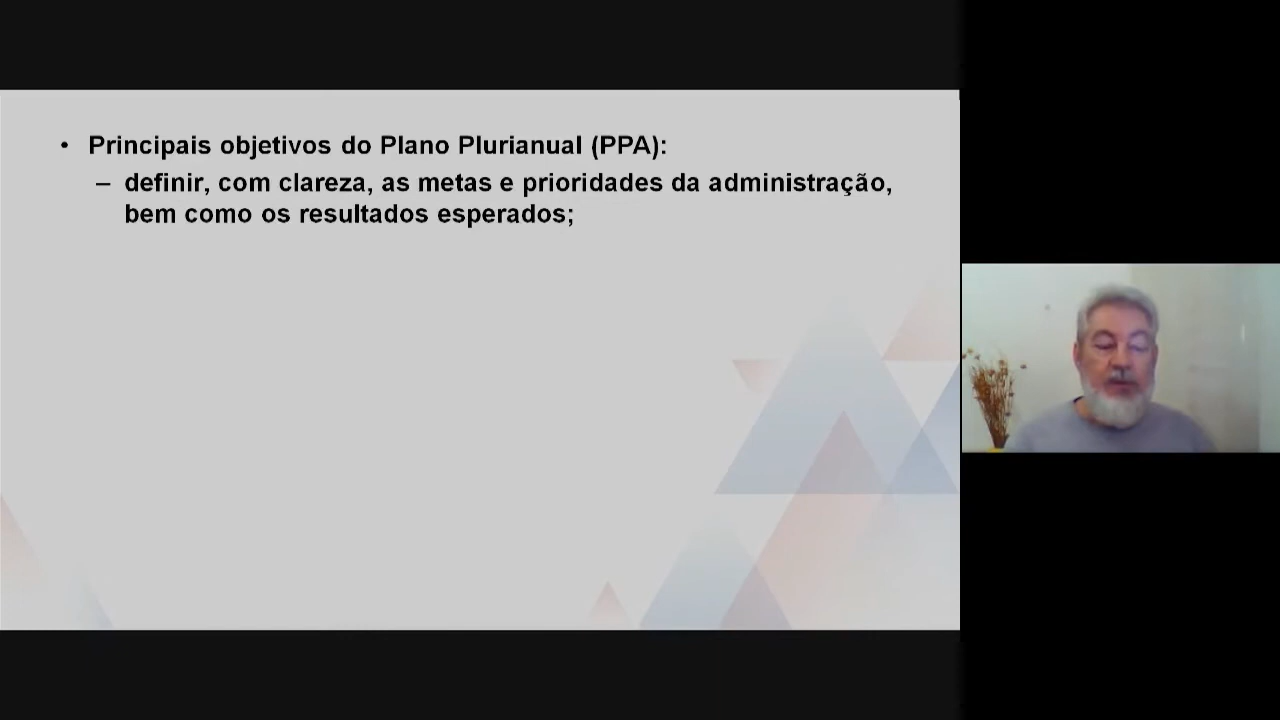 • Principais objetivos do Plano Plurianual (PPA):
– definir, com clareza, as metas e prioridades da administração,
bem como os resultados esperados;